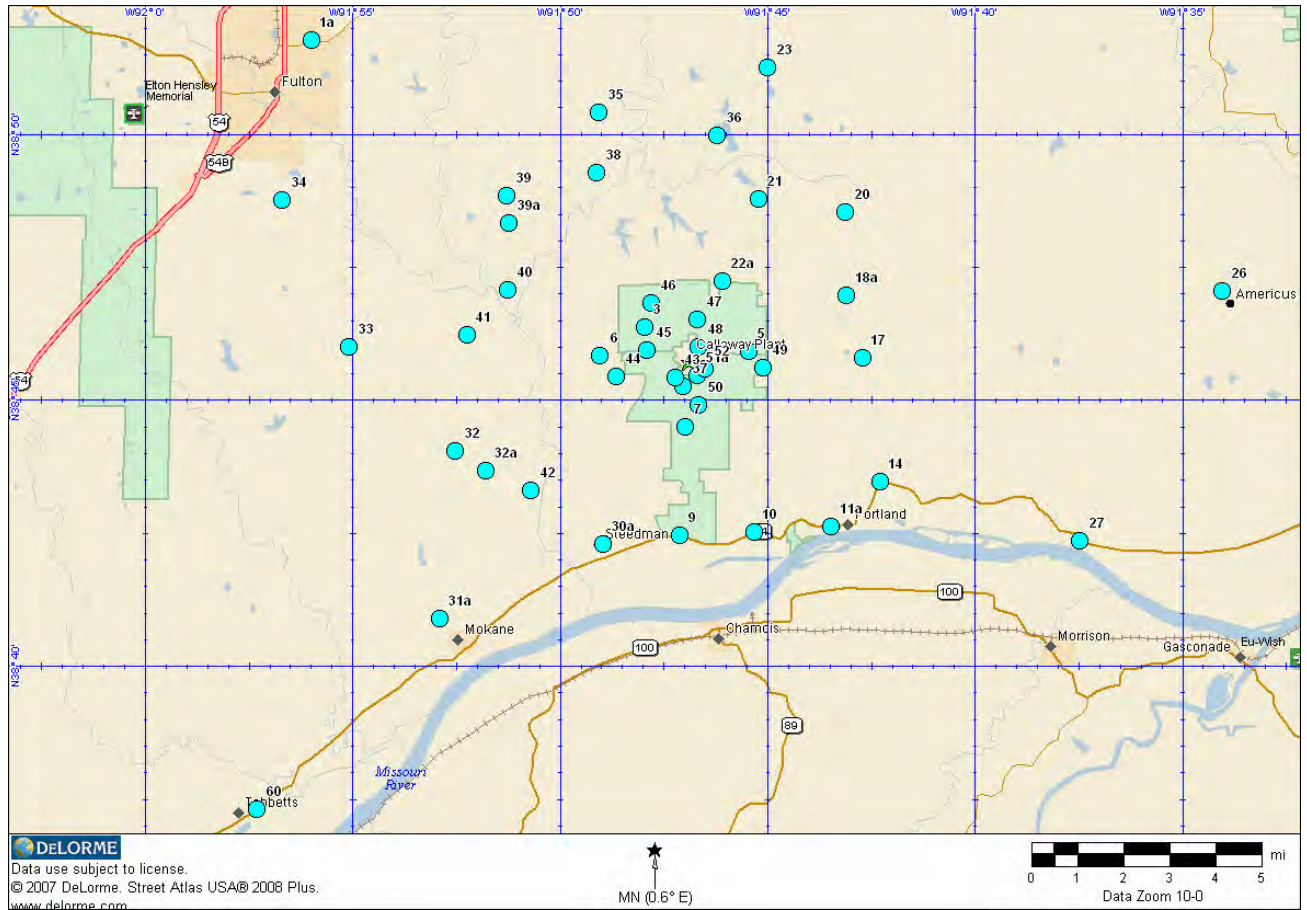 W92° 0'
W91° 55'
W91° 50'
W91° 45'
W91° 40'
W91° 35'
1a
23
Elton Hensley
Memorial
Fulton
35
54
36
N38° 50'
54B
38
34
39
21
39a
20
22a
40
18a
26
46
Americus
3
47
41
48
5
33
45
Callaway Plant
6
52
17
44
49
43
51a
37
54
N38° 45'
50
7
32
32a
14
42
11a
Portland
9
10
30a
27
Steedman
31a
100
Mokane
Chamois
Morrison
Eu-Wish
100
Gasconade
N38° 40'
89
Missouri
River
60
Tebbetts
DELORME
Data use subject to license.
© 2007 DeLorme. Street Atlas USA® 2008 Plus.
www.delorme.com
MN (0.6° E)
mi
0 1 2 3 4 5
Data Zoom 10-0